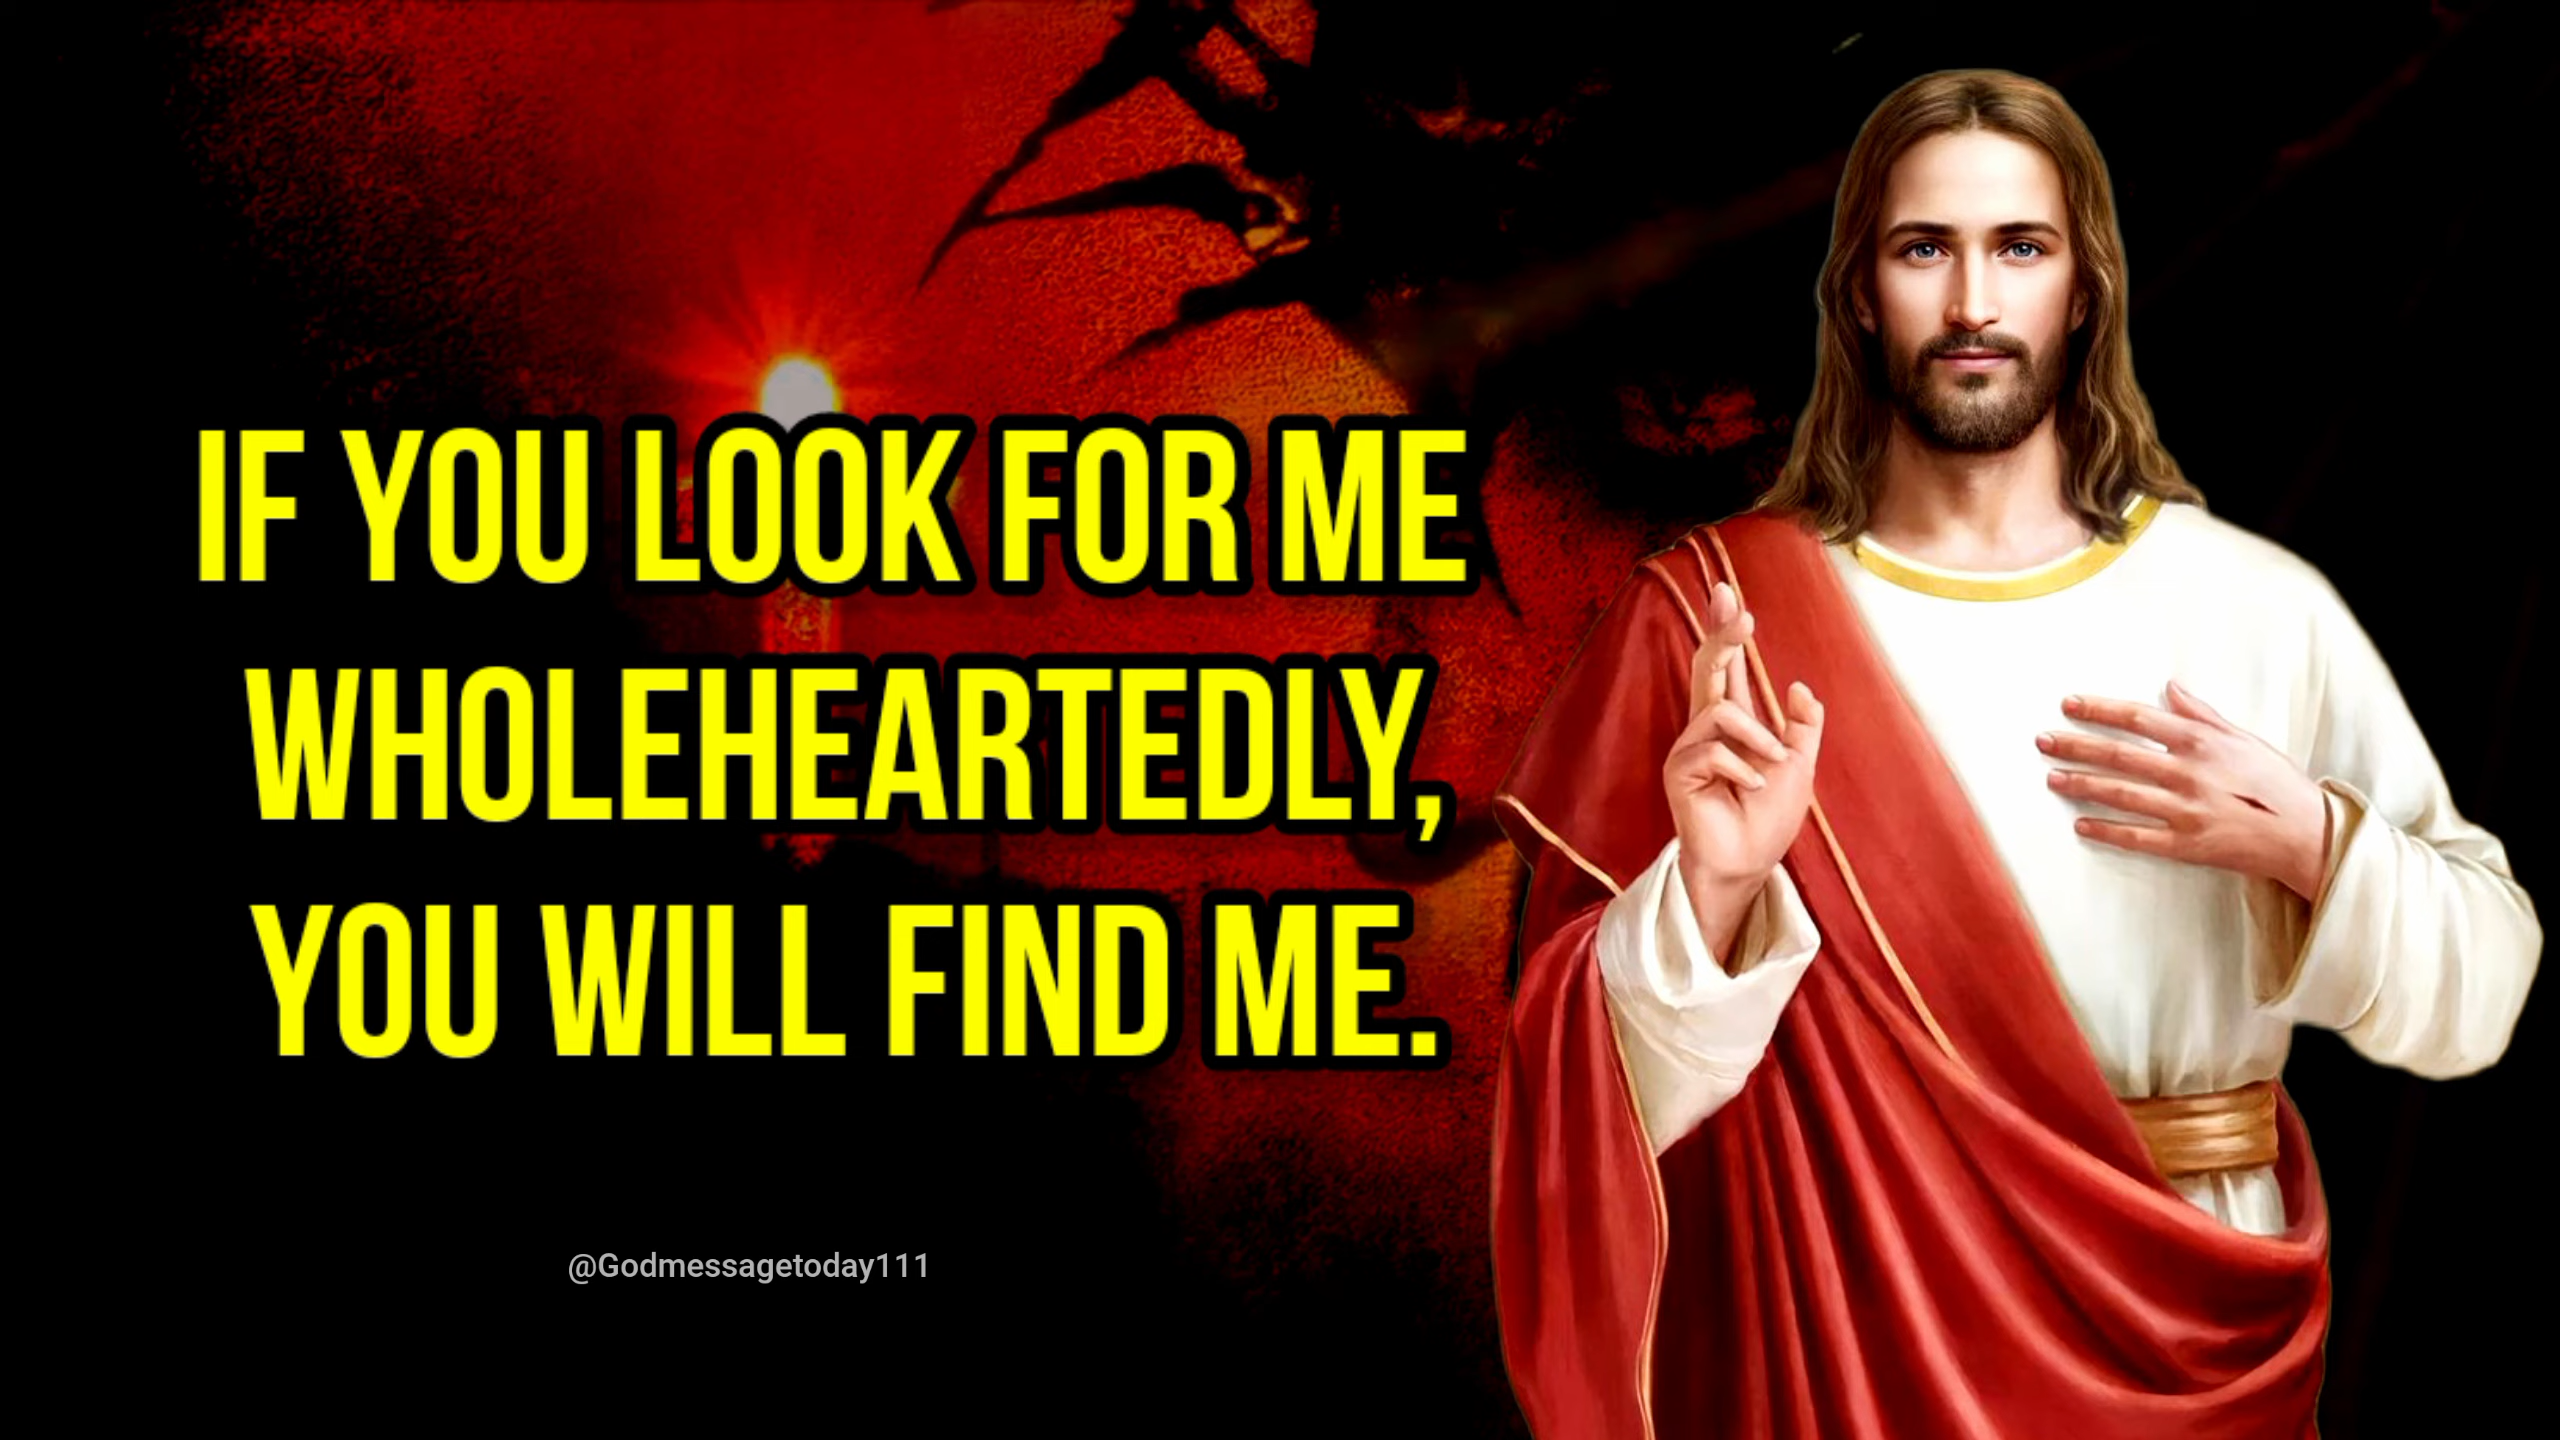 IF YOU LOOK FOR ME
WHOLEHEARTEDLY,
YOU WILL FIND ME.
@Godmessagetoday111